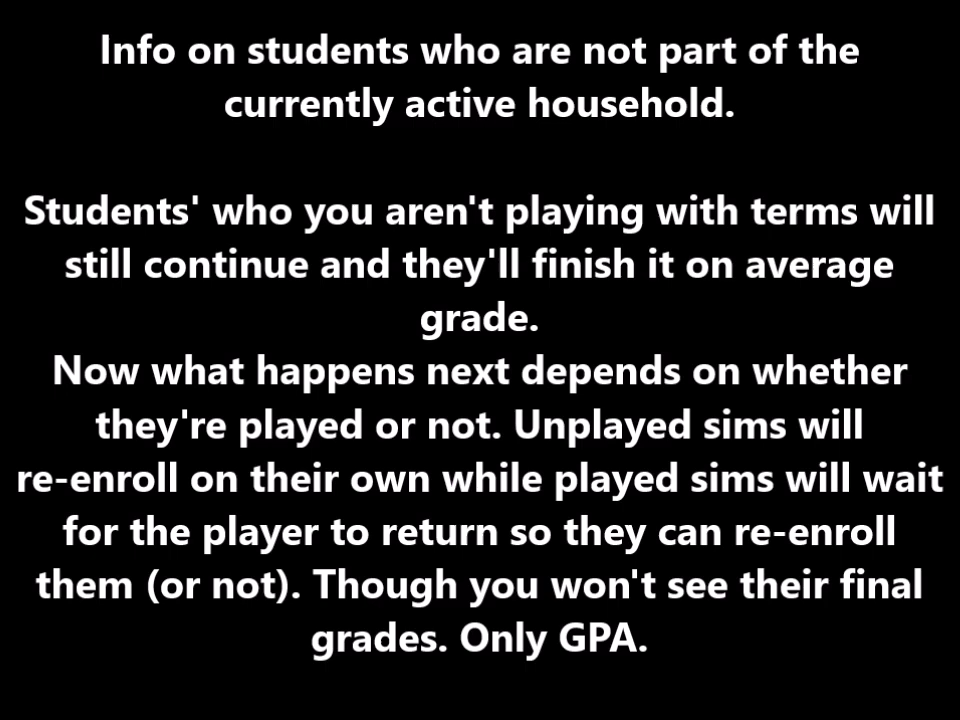 Info on students who are not part of the
currently active household.
Students' who you aren't playing with terms will
still continue and they'll finish it on average
grade.
Now what happens next depends on whether
they're played or not. Unplayed sims will
re-enroll on their own while played sims will wait
for the player to return so they can re-enroll
them (or not). Though you won't see their final
grades. Only GPA.